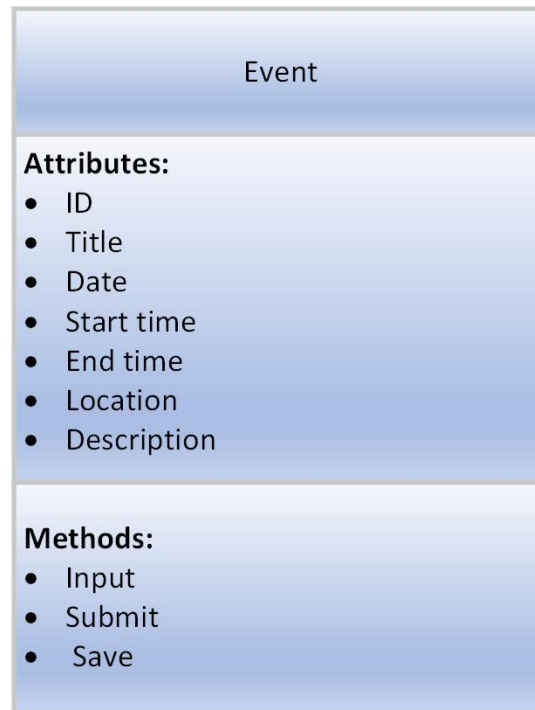 Event
Attributes:
• ID
• Title
• Date
• Start time
• End time
• Location
• Description
Methods:
• Input
• Submit
• Save